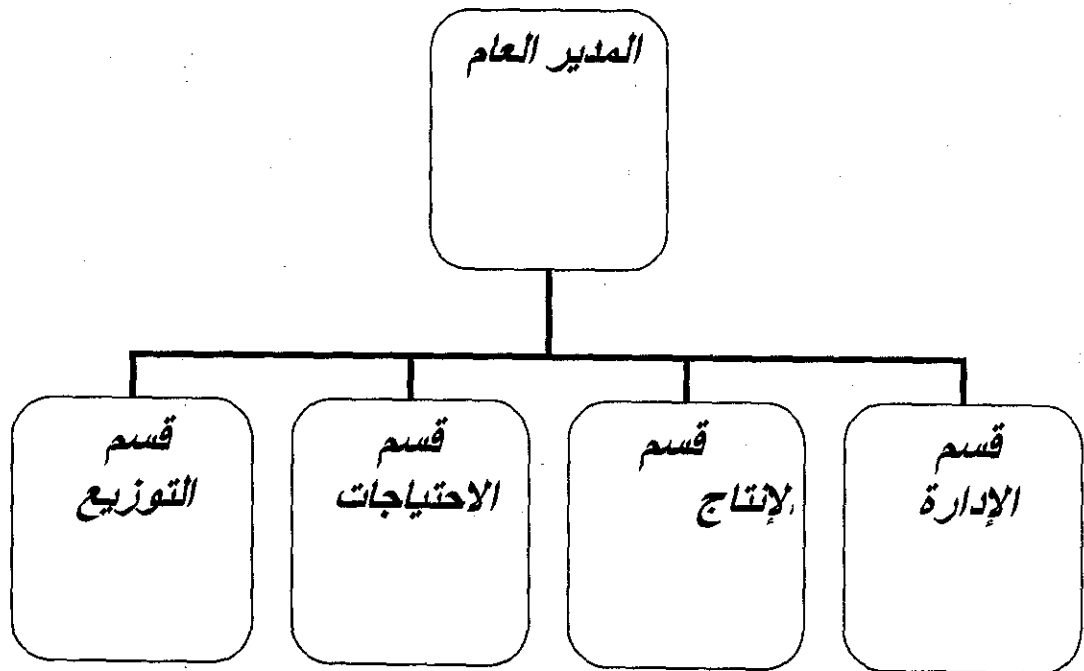 المدير العام
قسم
الإدارة
قسم
لإنتاج
قسم
الاحتياجات
قسم
التوزيع